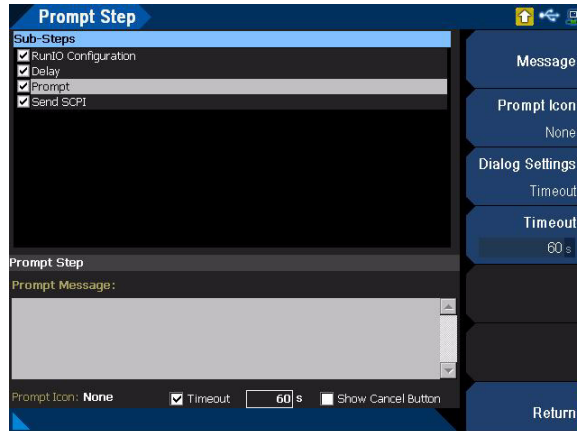 Prompt Step
Sub-Steps
RunIO Configuration
Delay
Prompt
Send SCPI
Prompt Step
Prompt Message:
Prompt Icon: None
Timeout
60 s
Show Cancel Button
Message
Prompt Icon
None
Dialog Settings
Timeout
Timeout
60 s
Return